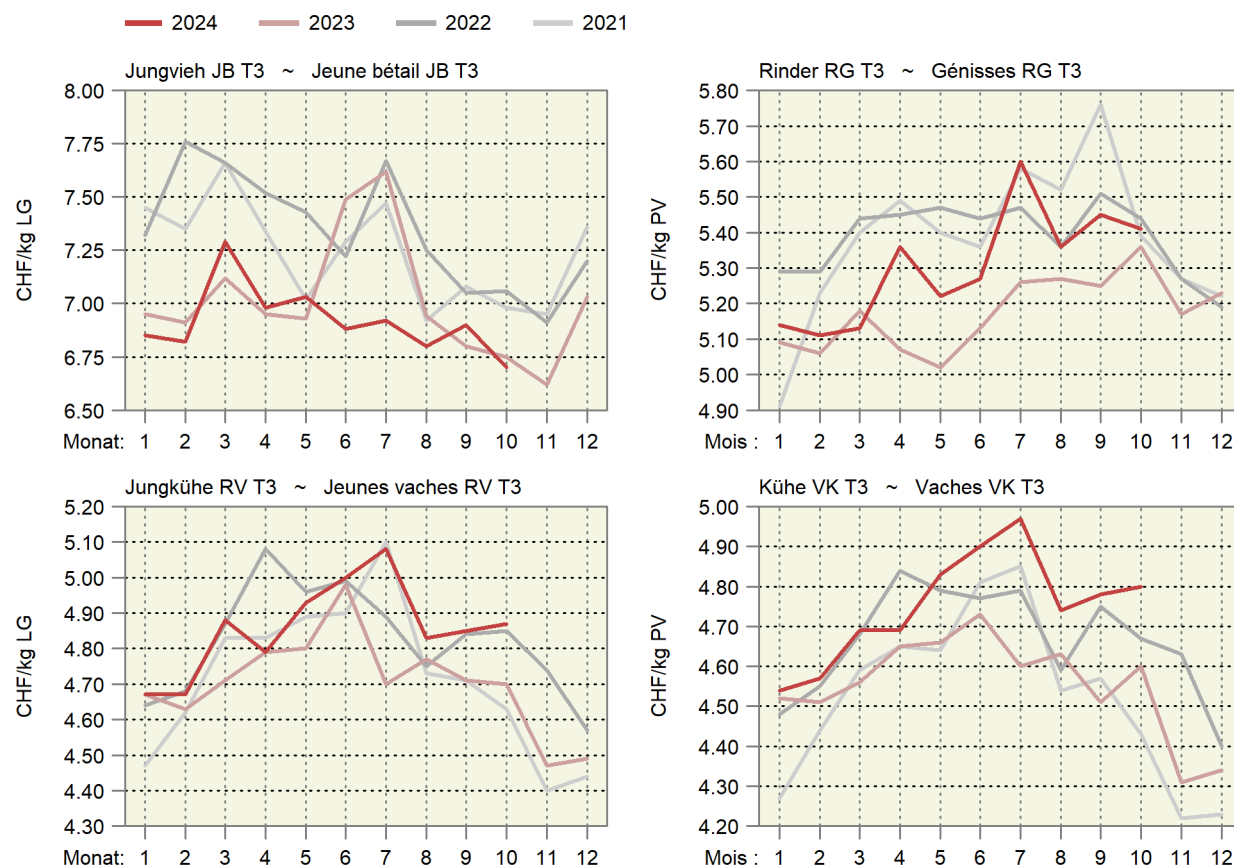 2024 2023 2022 2021
Jungvieh JB T3 ~ Jeune bétail JB T3
8.00
7.75
7.50
7.25
7.00
6.75
6.50
CHF/kg LG
Monat: 1 2 3 4 5 6 7 8 9 10 11 12
Rinder RG T3 ~ Génisses RG T3
5.80
5.70
5.60
5.50
5.40
5.30
5.20
5.10
5.00
4.90
CHF/kg PV
Mois : 1 2 3 4 5 6 7 8 9 10 11 12
Jungkühe RV T3 ~ Jeunes vaches RV T3
5.20
5.10
5.00
4.90
4.80
4.70
4.60
4.50
4.40
4.30
CHF/kg LG
Monat: 1 2 3 4 5 6 7 8 9 10 11 12
Kühe VK T3 ~ Vaches VK T3
5.00
4.90
4.80
4.70
4.60
4.50
4.40
4.30
4.20
CHF/kg PV
Mois : 1 2 3 4 5 6 7 8 9 10 11 12